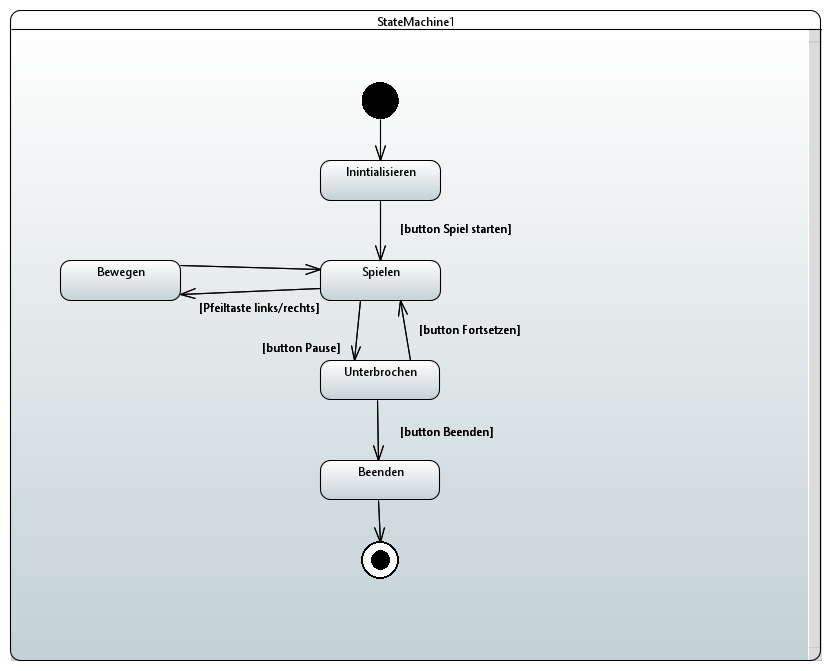 StateMachine1
Inintialisieren
[button Spiel starten]
Bewegen
Spielen
[Pfeiltaste links/rechts]
[button Fortsetzen]
[button Pause]
Unterbrochen
[button Beenden]
Beenden